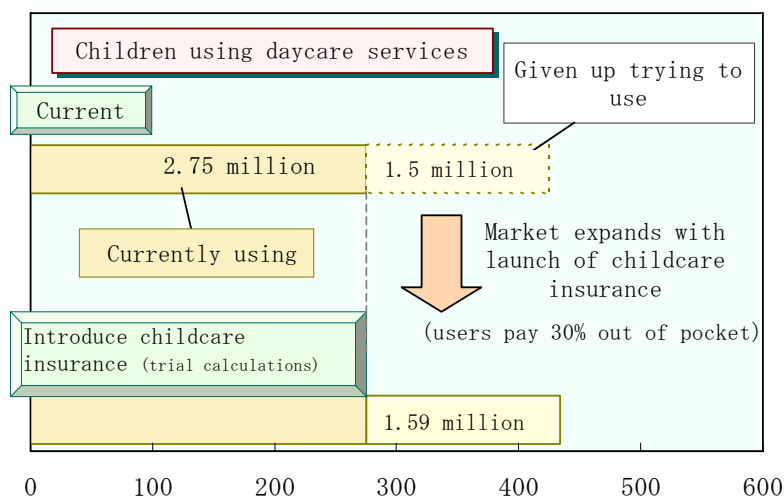 Children using daycare services
Given up trying to
use
Current
2.75 million
1.5 million
Currently using
Market expands with
launch of childcare
insurance
(users pay 30% out of pocket)
Introduce childcare
insurance (trial calculations)
1.59 million
0 100 200 300 400 500 600